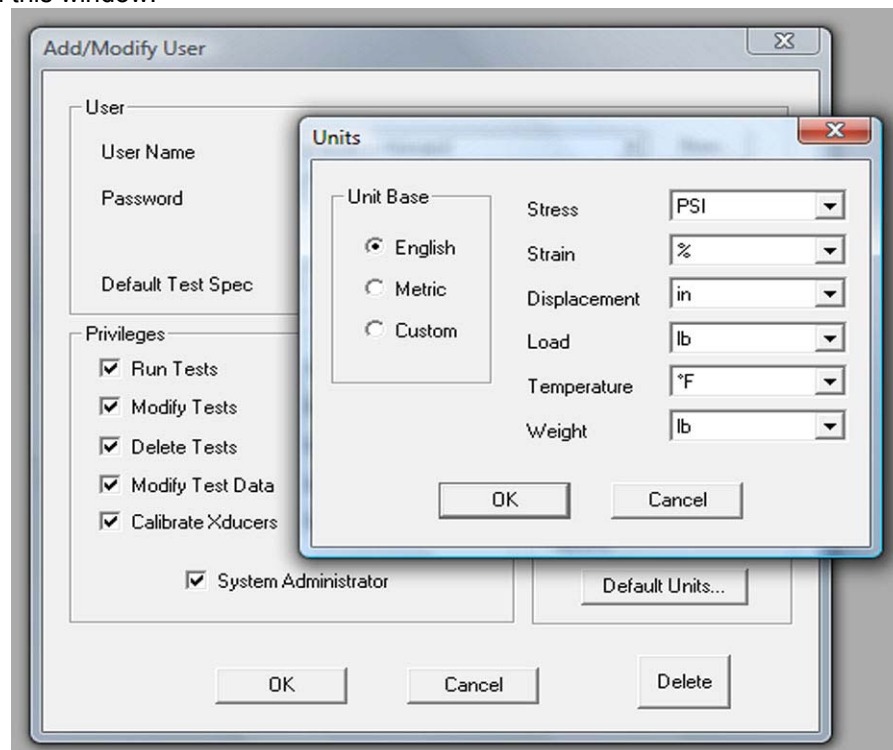 this window.
Add/Modify User
User
User Name
Password
Default Test Spec
Privileges
Run Tests
Modify Tests
Delete Tests
Modify Test Data
Calibrate Xducers
System Administrator
Units
Unit Base
English
Metric
Custom
Stress PSI
Strain %
Displacement in
Load lb
Temperature °F
Weight lb
OK Cancel
Default Units...
OK Cancel Delete